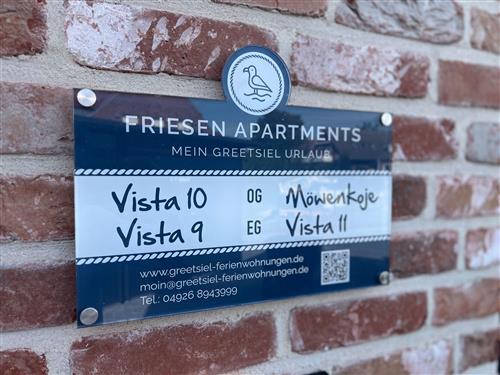 FRIESEN APARTMENTS
MEIN GREETSIEL URLAUB
Vista 10 OG Möwenkoje
Vista 9 EG Vista 11
www.greetsiel-ferienwohnungen.de
moin@greetsiel-ferienwohnungen.de
Tel.: 04926 8943999